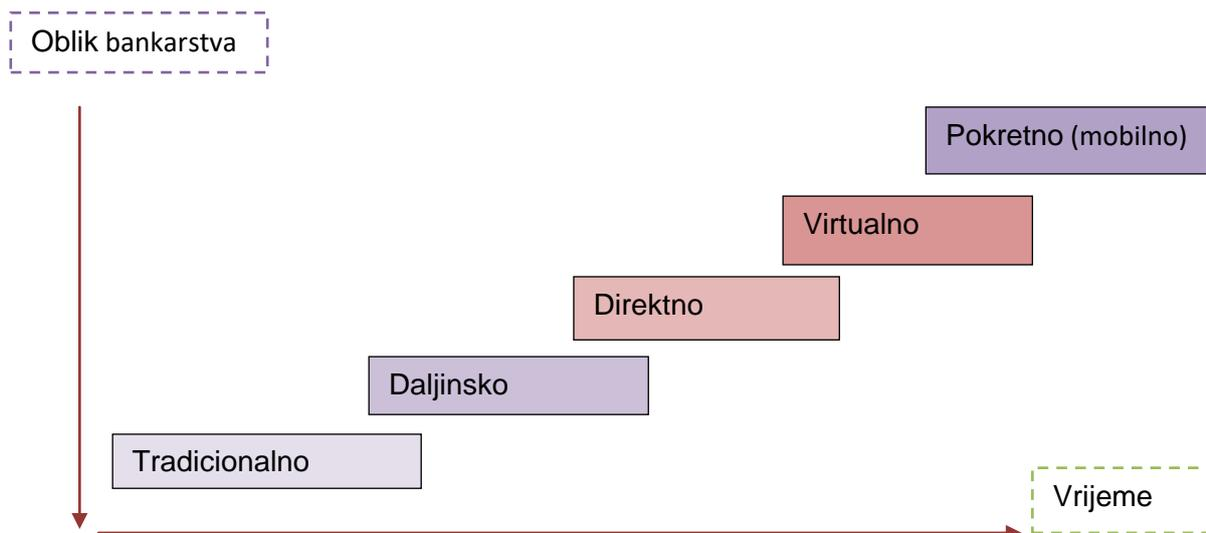 Oblik bankarstva
Pokretno (mobilno)
Virtualno
Direktno
Daljinsko
Tradicionalno
Vrijeme